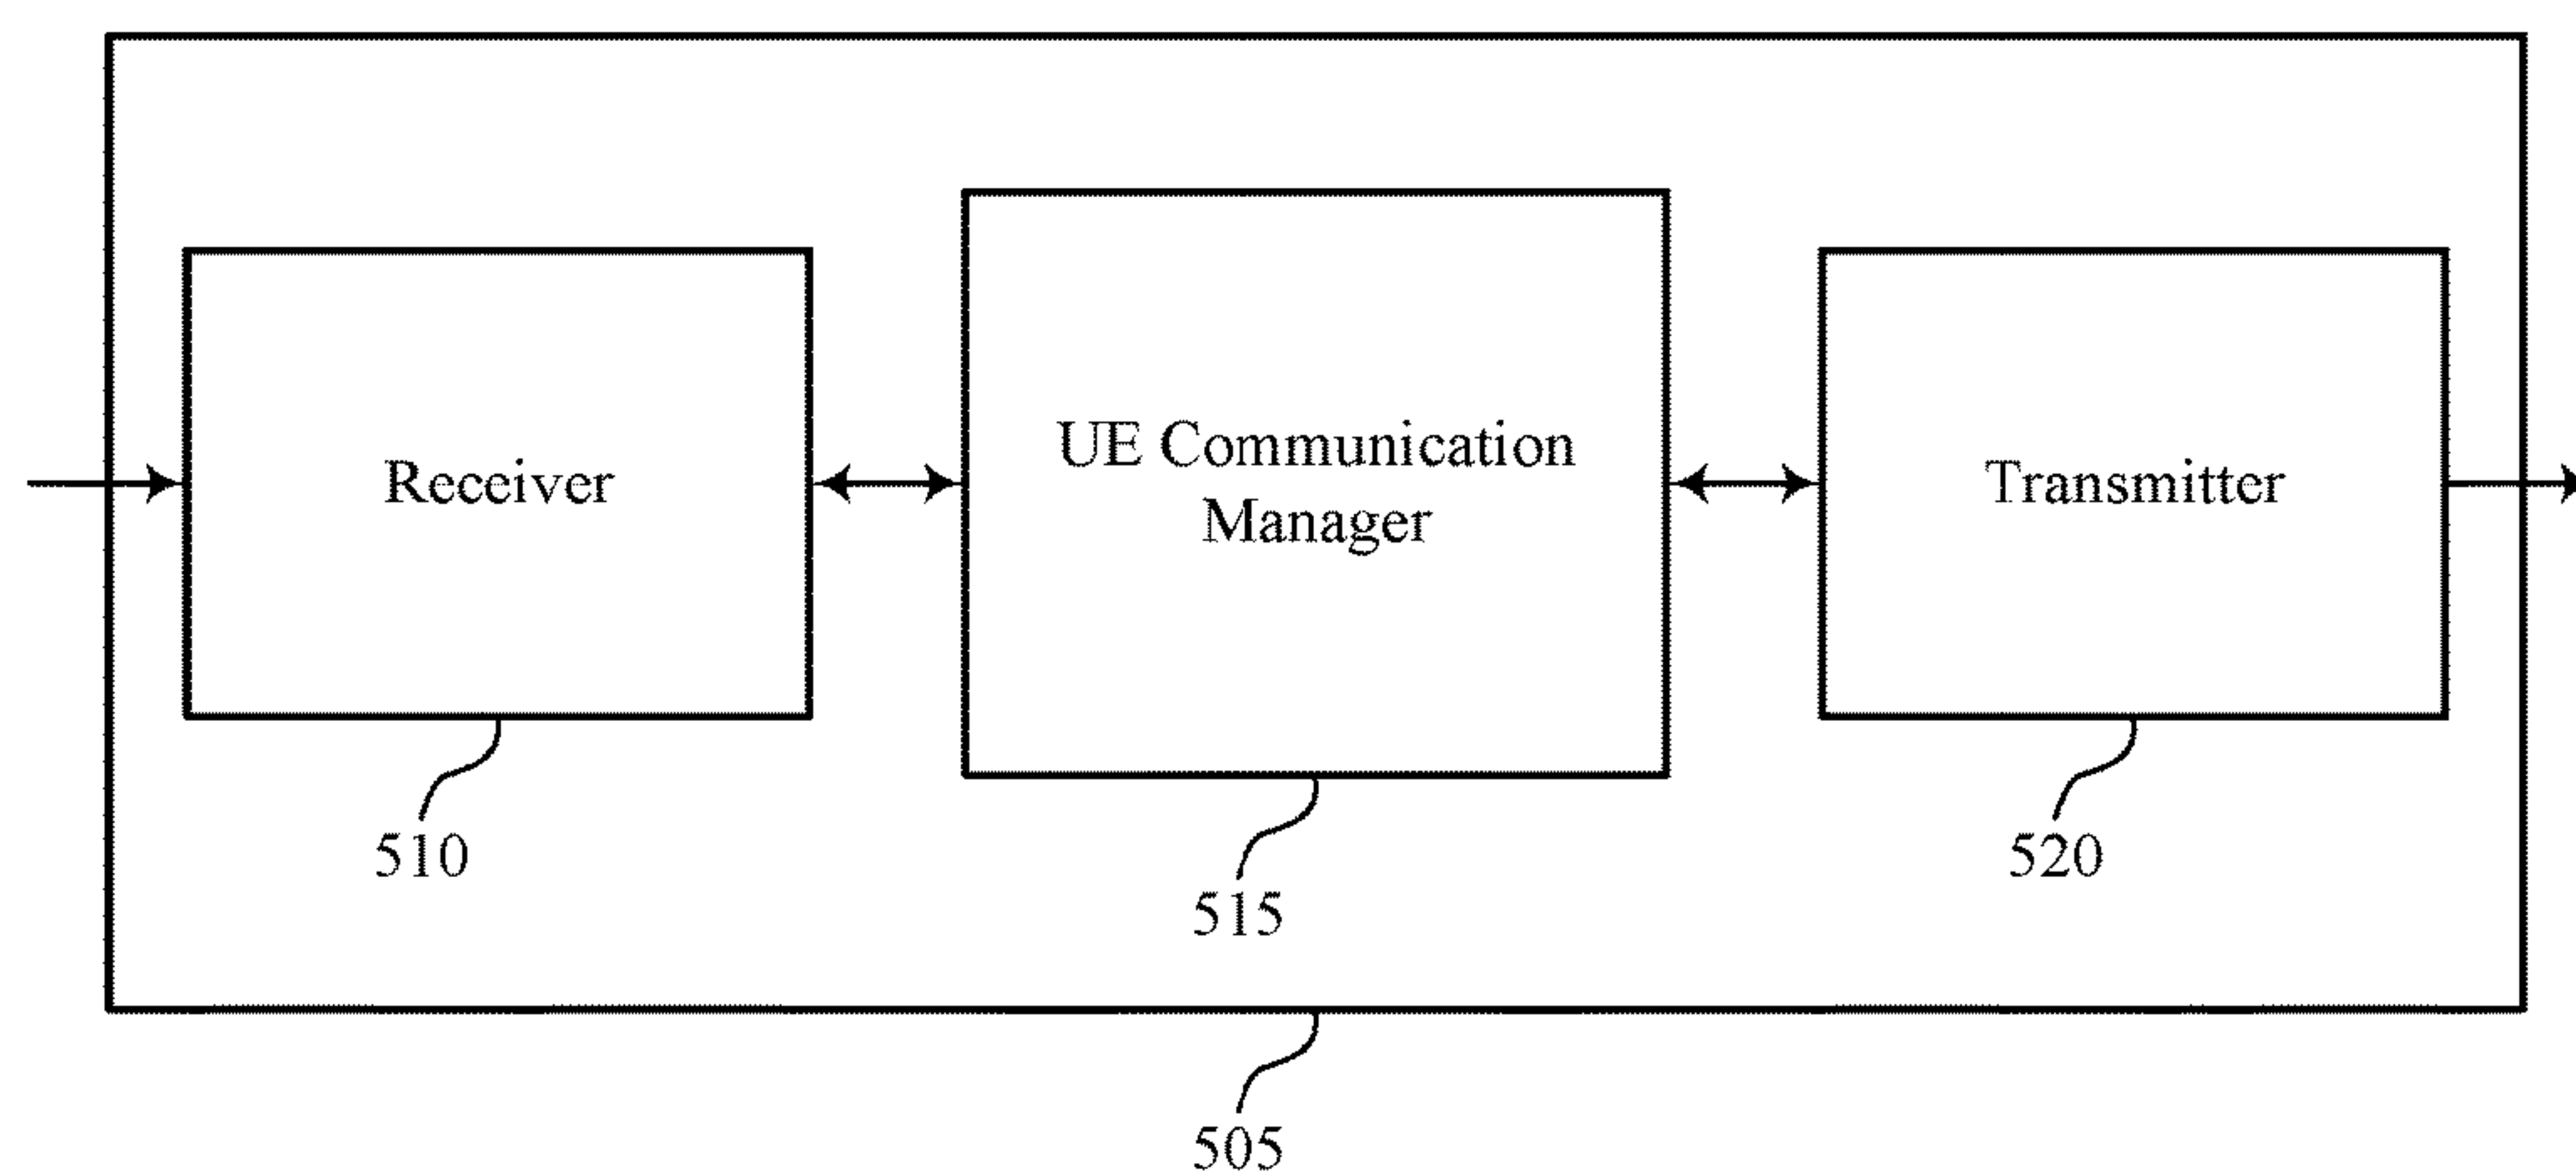 Receiver
UE Communication
Manager
Transmitter
510
515
520
505